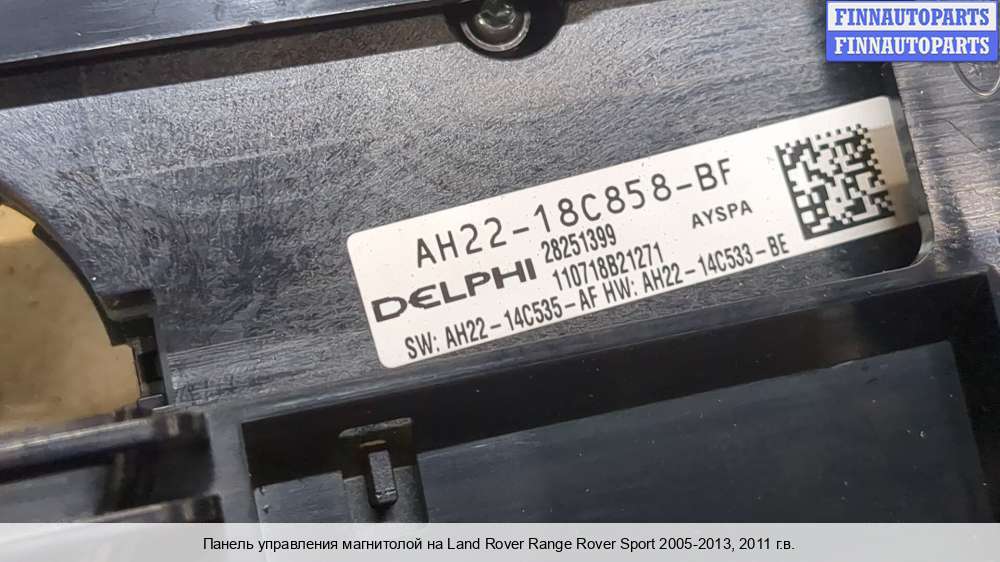 FINNAUTOPARTS
FINNAUTOPARTS
AH22-18C858-BF
DELPHI 28251399 AYSPA
110718B21271
SW: AH22-14C535-AF HW: AH22-14C533-BE
Панель управления магнитолой на Land Rover Range Rover Sport 2005-2013, 2011 г.в.